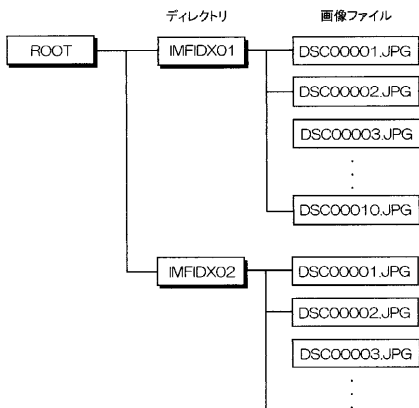 ディレクトリ 画像ファイル
ROOT IMFIDX01 DSC00001.JPG
DSC00002.JPG
DSC00003.JPG
DSC00010.JPG
IMFIDX02 DSC00001.JPG
DSC00002.JPG
DSC00003.JPG